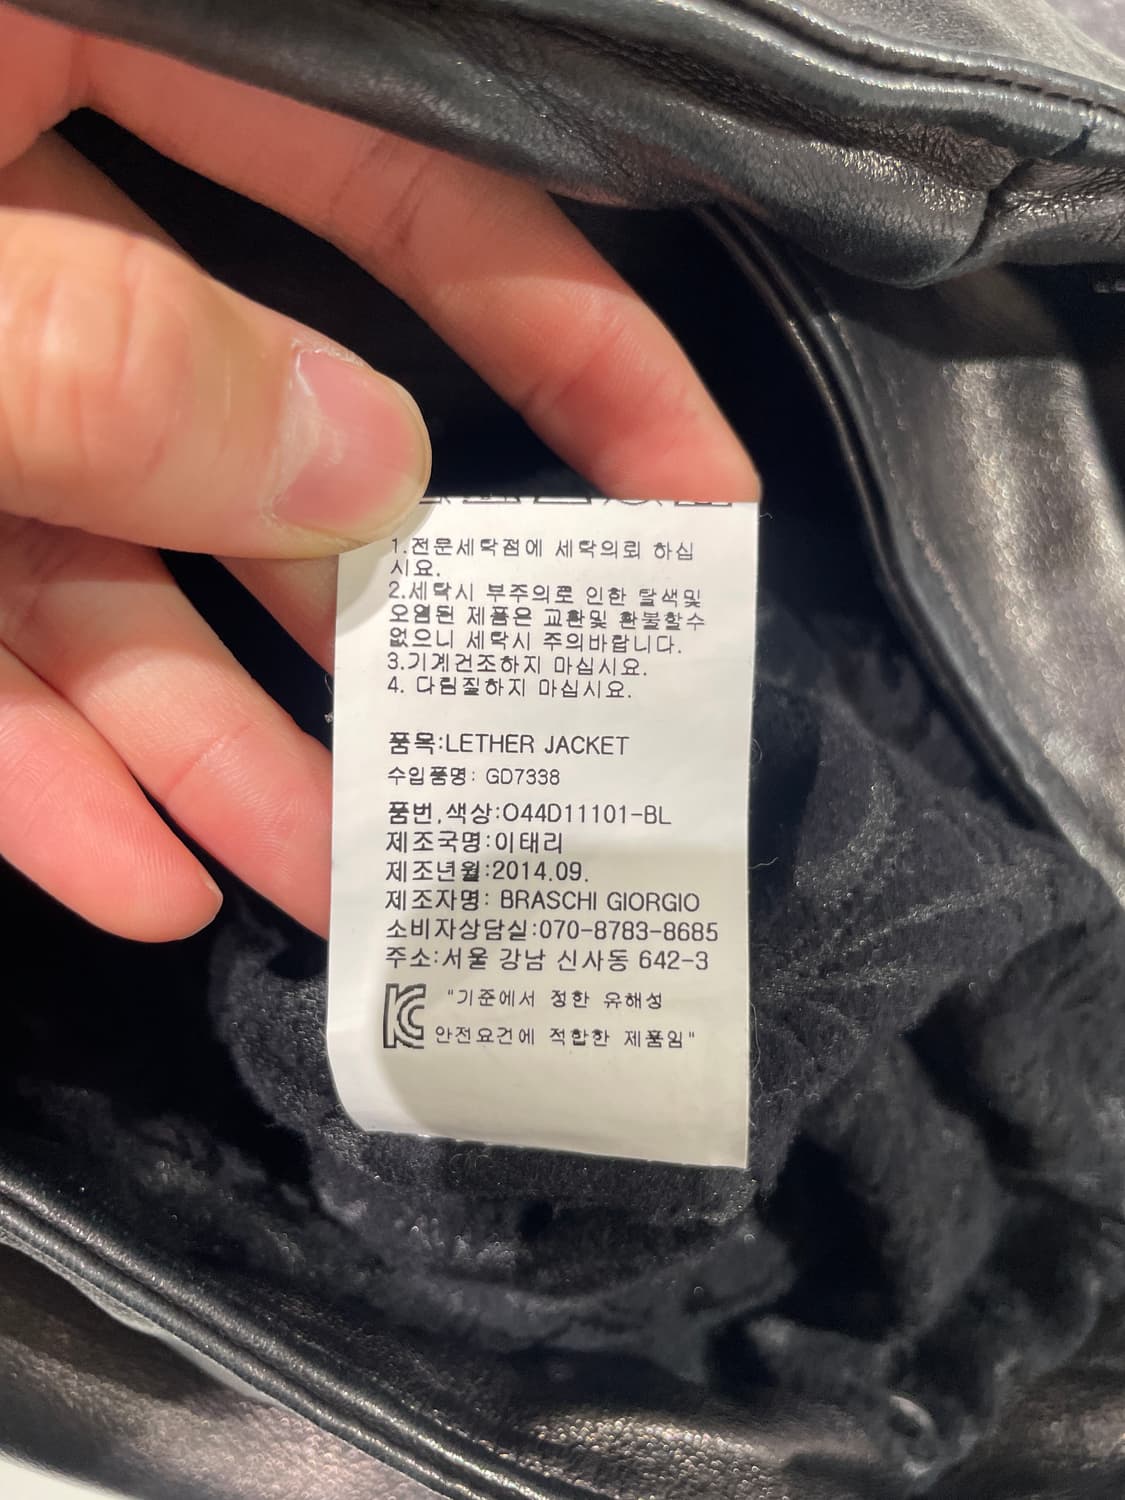 1.전문세탁점에 세탁의뢰 하십
시요.
2.세탁시 부주의로 인한 탈색및
오염된 제품은 교환및 환불할수
없으니 세탁시 주의바랍니다.
3.기계건조하지 마십시요.
4. 다림질하지 마십시요.
품목:LETHER JACKET
수입품명: GD7338
품번,색상:O44D11101-BL
제조국명:이태리
제조년월:2014.09.
제조자명: BRASCHI GIORGIO
소비자상담실:070-8783-8685
주소:서울 강남 신사동 642-3
KC "기준에서 정한 유해성
안전요건에 적합한 제품임"